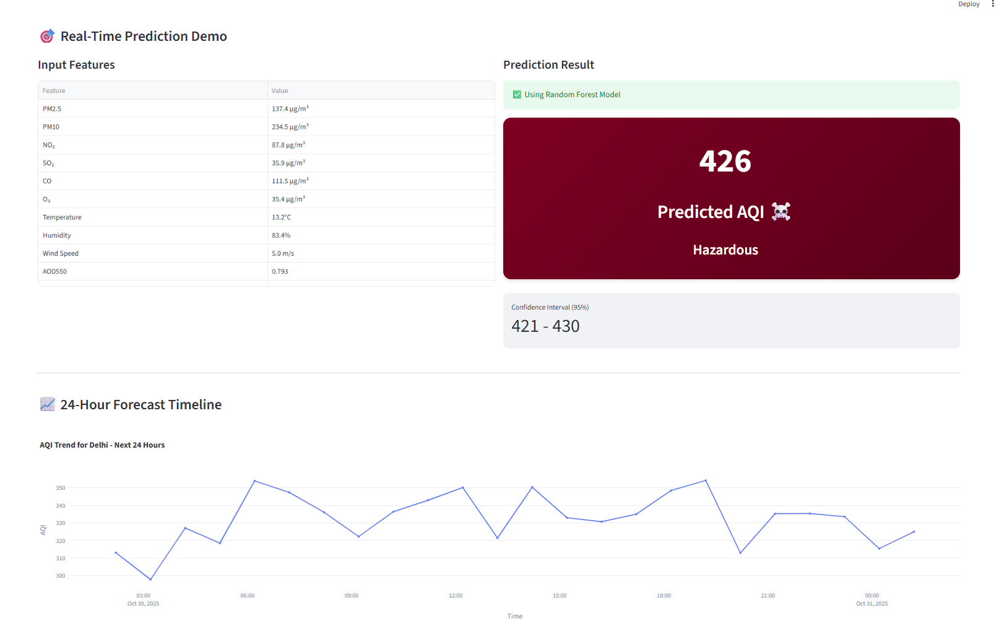 Deploy
Real-Time Prediction Demo
Input Features
Feature Value
PM2.5 137.4 µg/m³
PM10 234.5 µg/m³
NO₂ 87.8 µg/m³
SO₂ 35.9 µg/m³
CO 111.5 µg/m³
O₃ 35.4 µg/m³
Temperature 13.2°C
Humidity 83.4%
Wind Speed 5.0 m/s
AOD550 0.793
Prediction Result
Using Random Forest Model
426
Predicted AQI
Hazardous
Confidence Interval (95%)
421 - 430
24-Hour Forecast Timeline
AQI Trend for Delhi - Next 24 Hours
AQI
350
340
330
320
310
300
03:00 06:00 09:00 12:00 15:00 18:00 21:00 00:00
Oct 30, 2025 Oct 31, 2025
Time